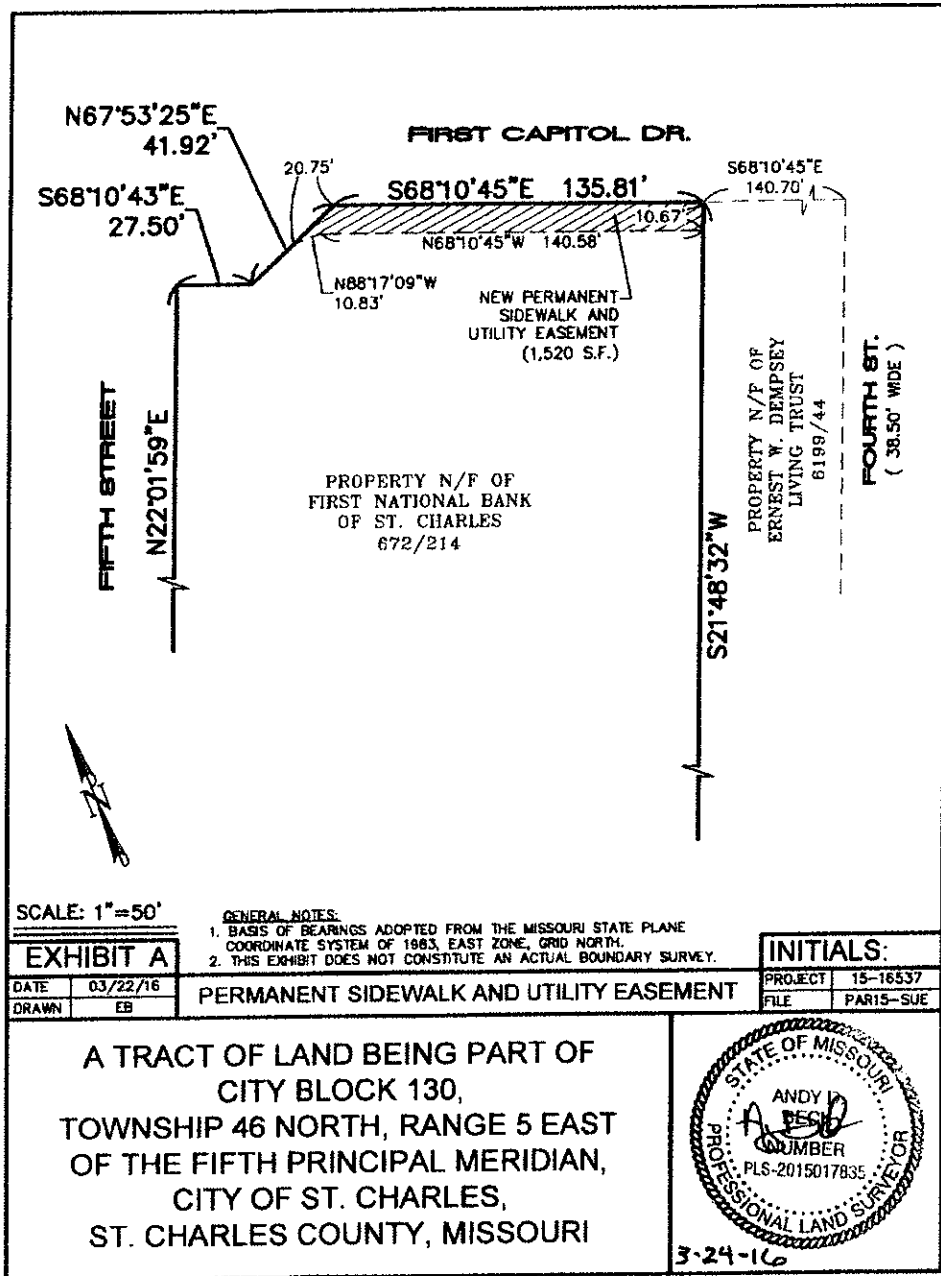 N67°53'25"E
41.92'
FIRST CAPITOL DR.
S68°10'45"E
140.70'
20.75'
S68°10'43"E
27.50'
S68°10'45"E 135.81'
10.67'
N68°10'45"W 140.58'
N88°17'09"W
10.83'
NEW PERMANENT
SIDEWALK AND
UTILITY EASEMENT
(1,520 S.F.)
FIFTH STREET
N22°01'59"E
PROPERTY N/F OF
FIRST NATIONAL BANK
OF ST. CHARLES
672/214
S21°48'32"W
PROPERTY N/F OF
ERNEST W. DEMPSEY
LIVING TRUST
6199/44
FOURTH ST.
( 38.50' WIDE )
N
SCALE: 1"=50'
GENERAL NOTES:
1. BASIS OF BEARINGS ADOPTED FROM THE MISSOURI STATE PLANE
COORDINATE SYSTEM OF 1983, EAST ZONE, GRID NORTH.
2. THIS EXHIBIT DOES NOT CONSTITUTE AN ACTUAL BOUNDARY SURVEY.
EXHIBIT A
INITIALS:
DATE 03/22/16
DRAWN EB
PERMANENT SIDEWALK AND UTILITY EASEMENT
PROJECT 15-16537
FILE PAR15-SUE
A TRACT OF LAND BEING PART OF
CITY BLOCK 130,
TOWNSHIP 46 NORTH, RANGE 5 EAST
OF THE FIFTH PRINCIPAL MERIDIAN,
CITY OF ST. CHARLES,
ST. CHARLES COUNTY, MISSOURI
STATE OF MISSOURI
ANDY
NUMBER
PLS-2015017835
PROFESSIONAL LAND SURVEYOR
3-24-16